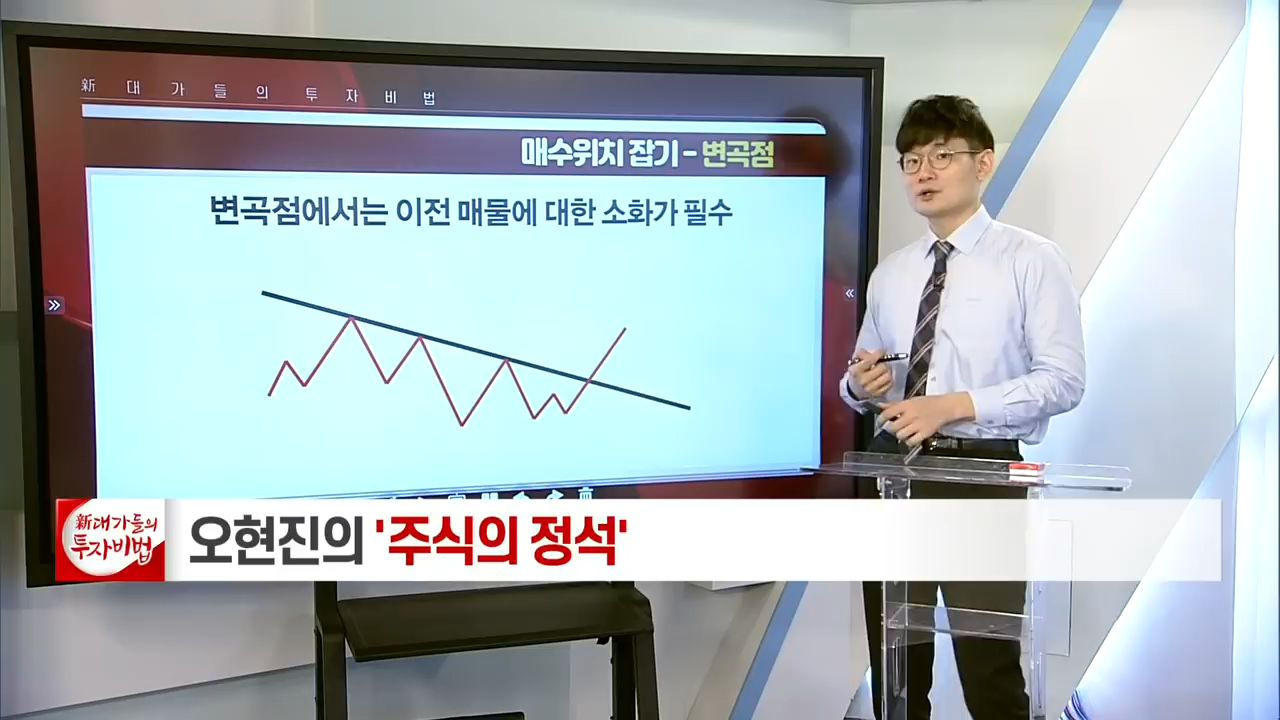 新 대 가 들 의 투 자 비 법
매수위치 잡기 - 변곡점
변곡점에서는 이전 매물에 대한 소화가 필수
新대가들의
투자비법
오현진의 '주식의 정석'